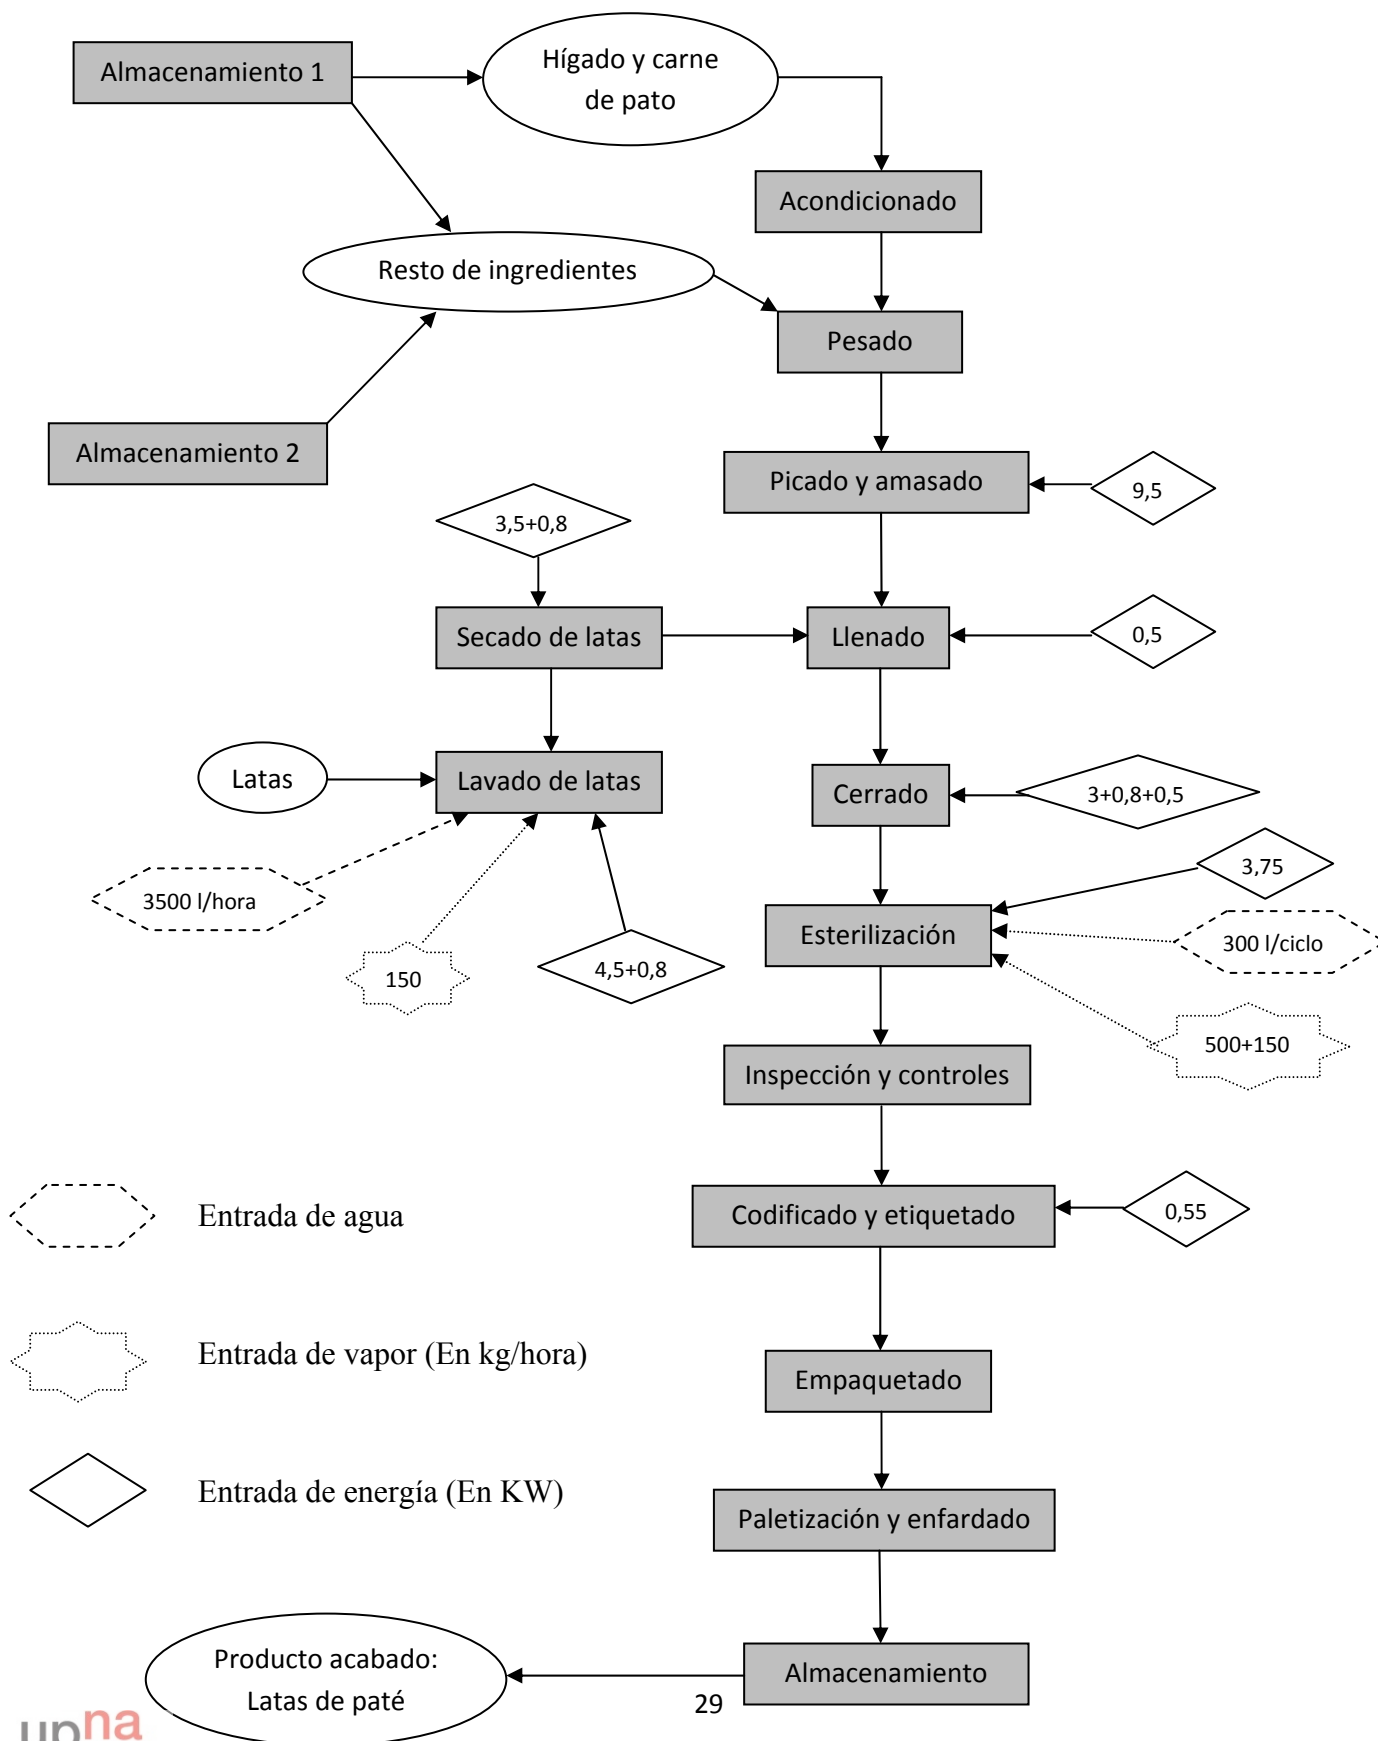 Almacenamiento 1
Hígado y carne
de pato
Acondicionado
Resto de ingredientes
Pesado
Almacenamiento 2
Picado y amasado
9,5
3,5+0,8
Secado de latas
Llenado
0,5
Latas
Lavado de latas
Cerrado
3+0,8+0,5
3,75
3500 l/hora
Esterilización
300 l/ciclo
150
4,5+0,8
500+150
Inspección y controles
Entrada de agua
Codificado y etiquetado
0,55
Entrada de vapor (En kg/hora)
Empaquetado
Entrada de energía (En KW)
Paletización y enfardado
Producto acabado:
Latas de paté
Almacenamiento
29
upna